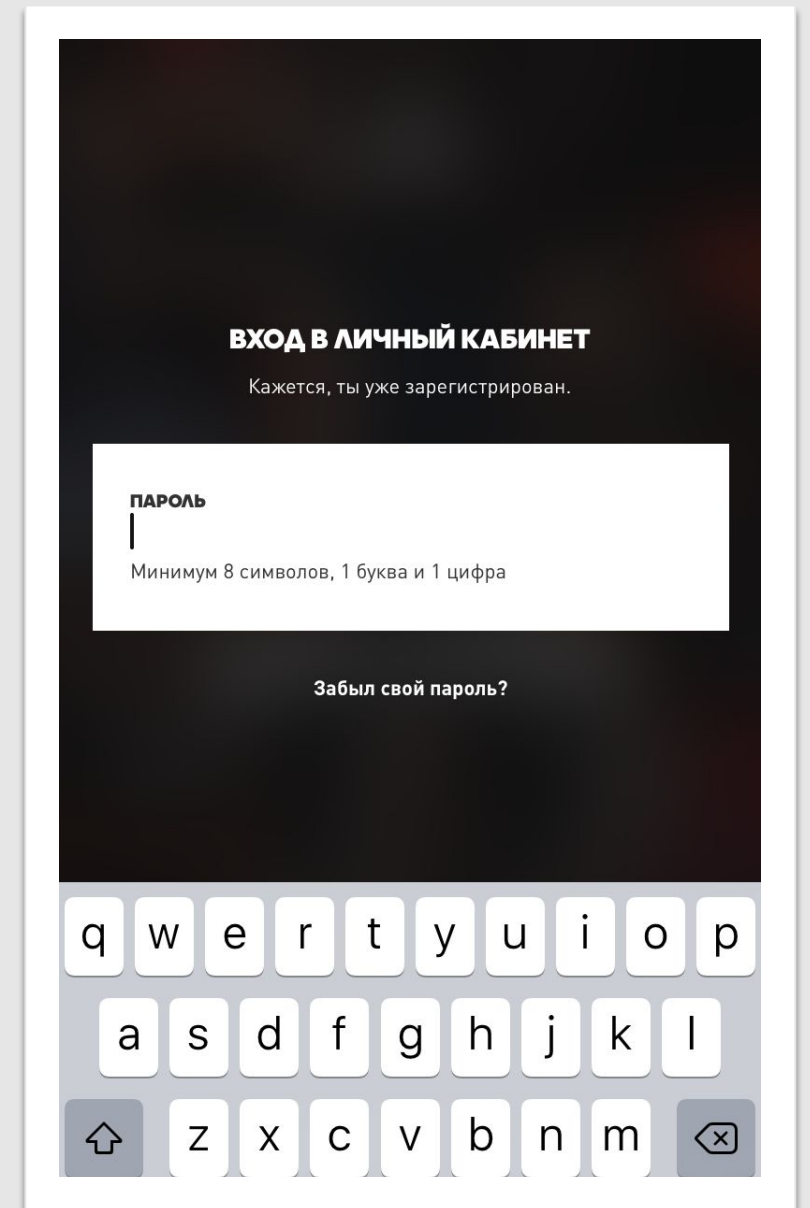 ВХОД В ЛИЧНЫЙ КАБИНЕТ
Кажется, ты уже зарегистрирован.
ПАРОЛЬ
Минимум 8 символов, 1 буква и 1 цифра
Забыл свой пароль?
q w e r t y u i o p
a s d f g h j k l
z x c v b n m